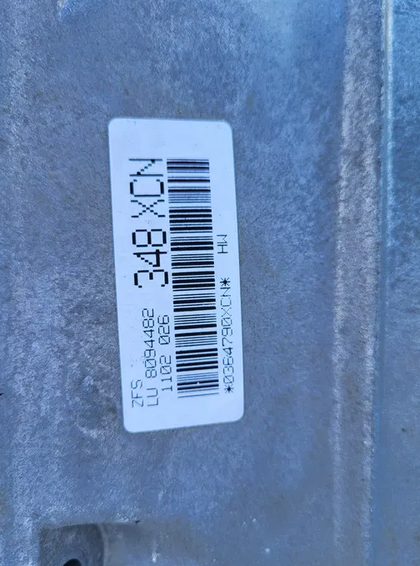 ZFS
LU 8094482
1102 026
348 XCN
*0364790XCN*
HW